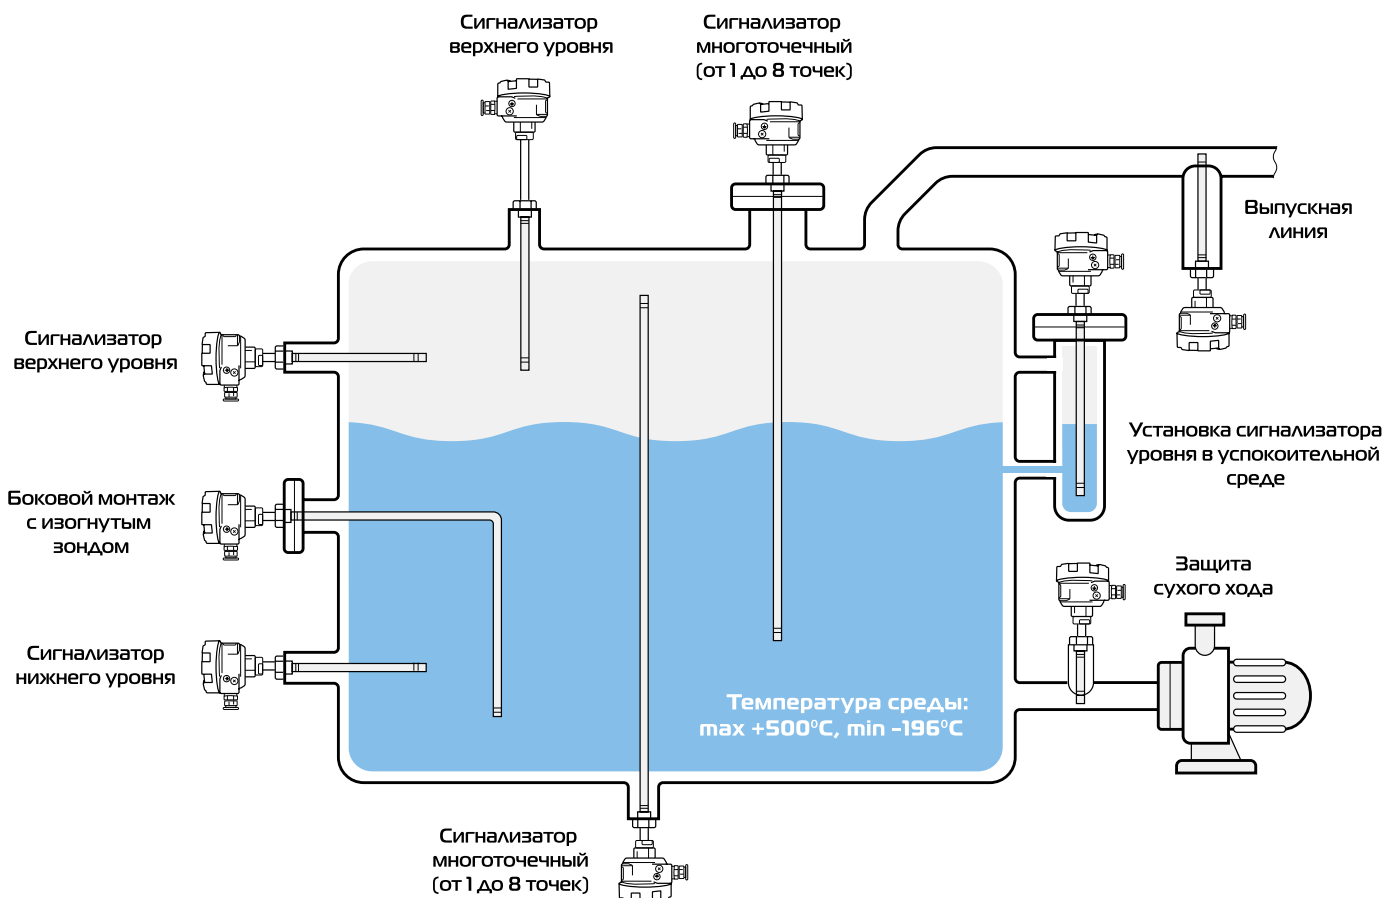 Сигнализатор
верхнего уровня
Сигнализатор
многоточечный
(от 1 до 8 точек)
Выпускная
линия
Сигнализатор
верхнего уровня
Установка сигнализатора
уровня в успокоительной
среде
Боковой монтаж
с изогнутым
зондом
Защита
сухого хода
Сигнализатор
нижнего уровня
Температура среды:
max +500°C, min -196°C
Сигнализатор
многоточечный
(от 1 до 8 точек)